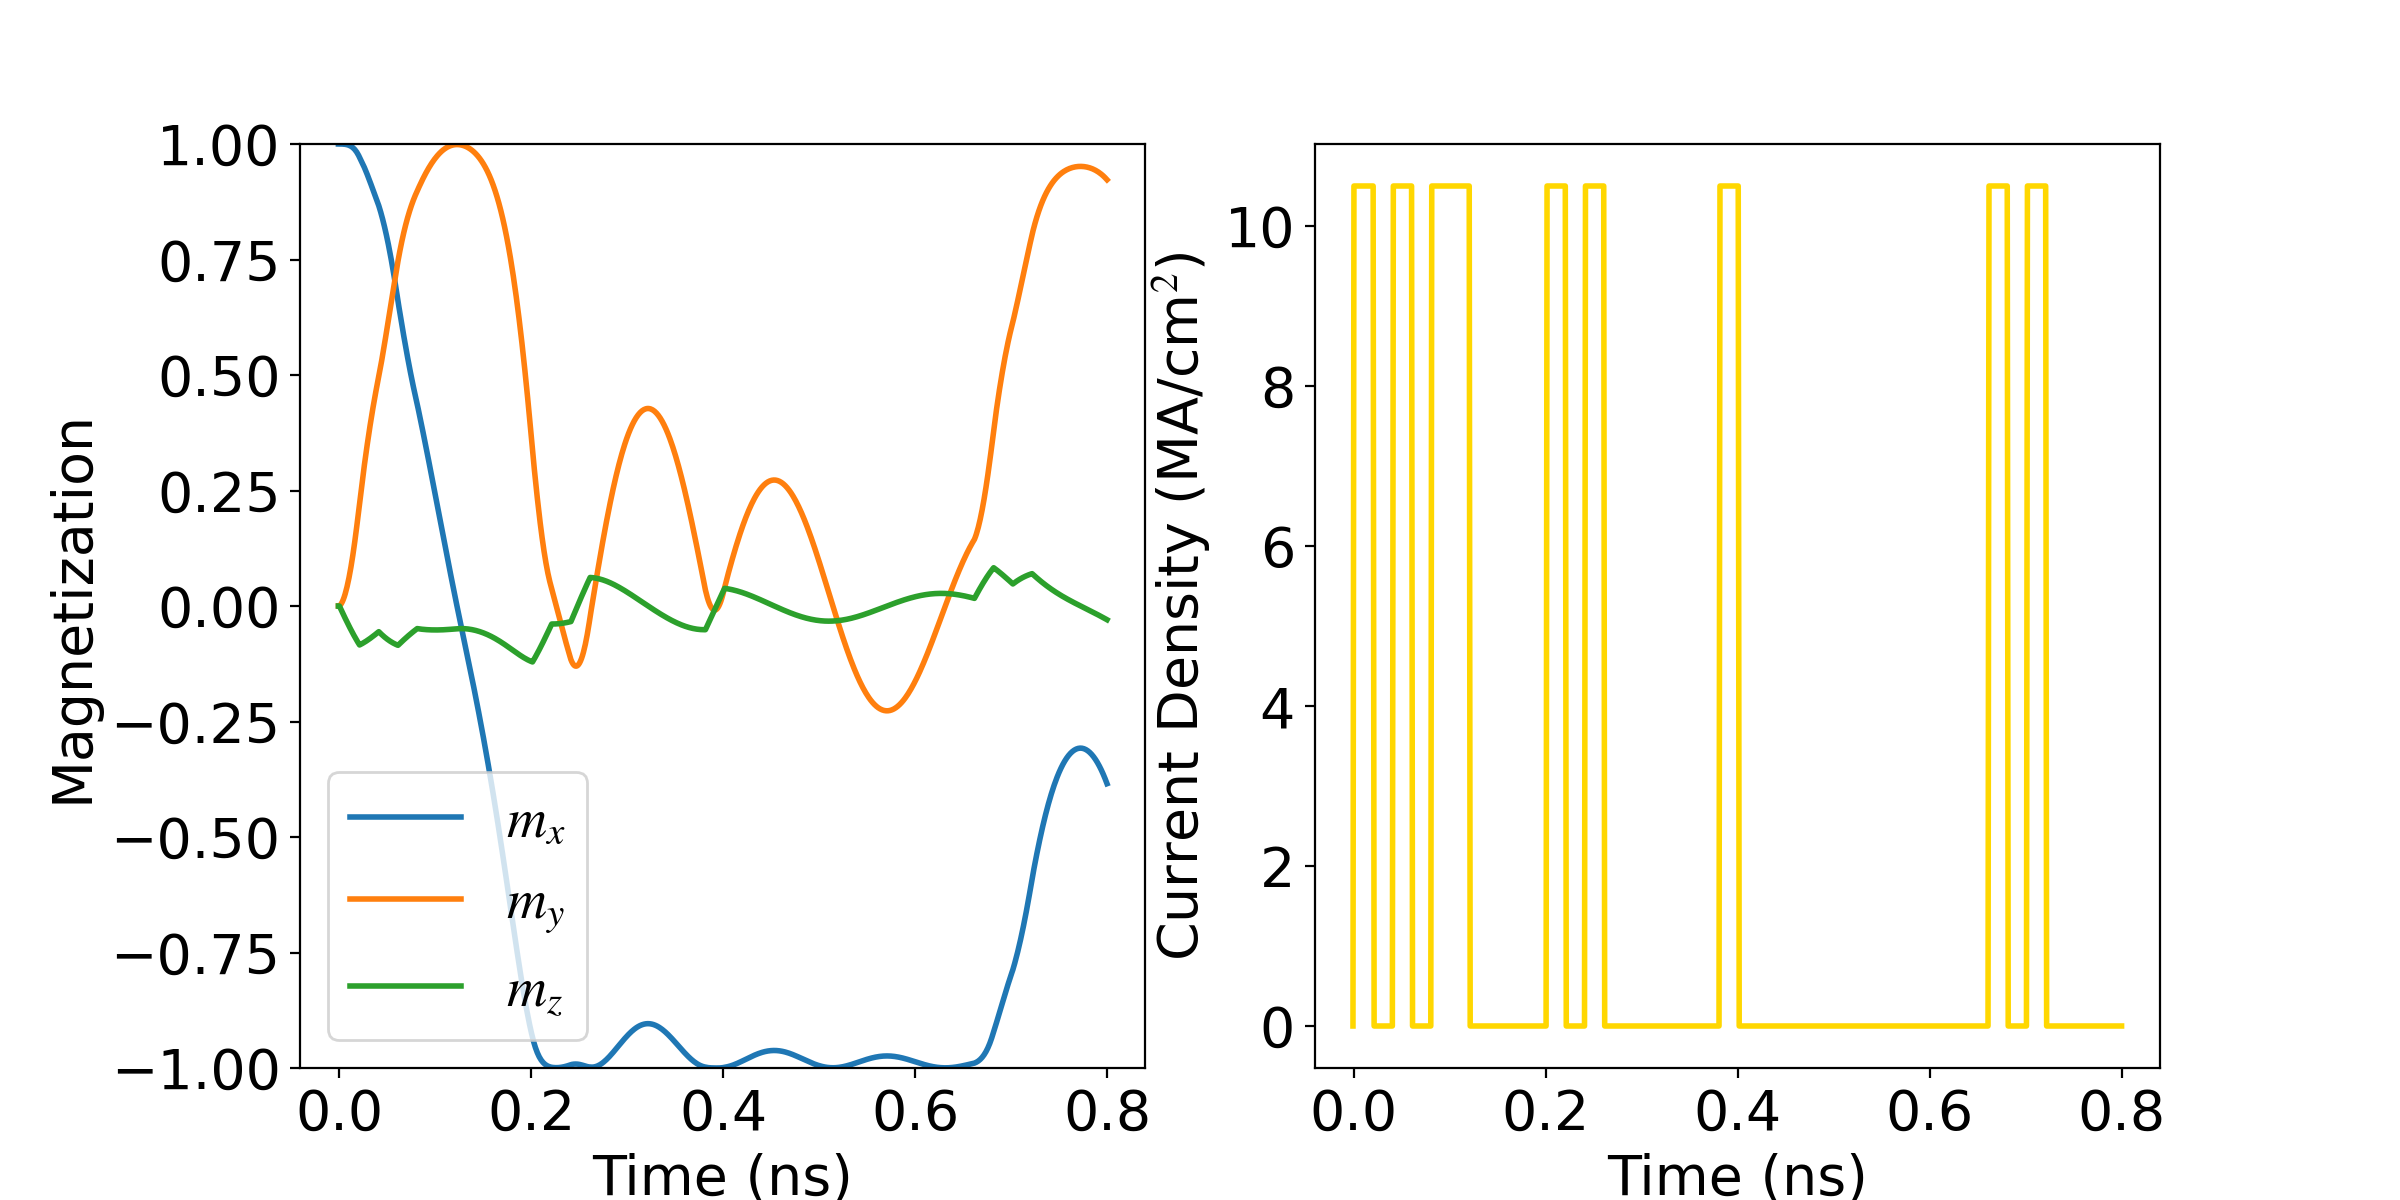 1.00
0.75
0.50
0.25
0.00
−0.25
−0.50
−0.75
−1.00
Magnetization
0.0 0.2 0.4 0.6 0.8
Time (ns)
m_x
m_y
m_z
10
8
6
4
2
0
Current Density (MA/cm²)
0.0 0.2 0.4 0.6 0.8
Time (ns)